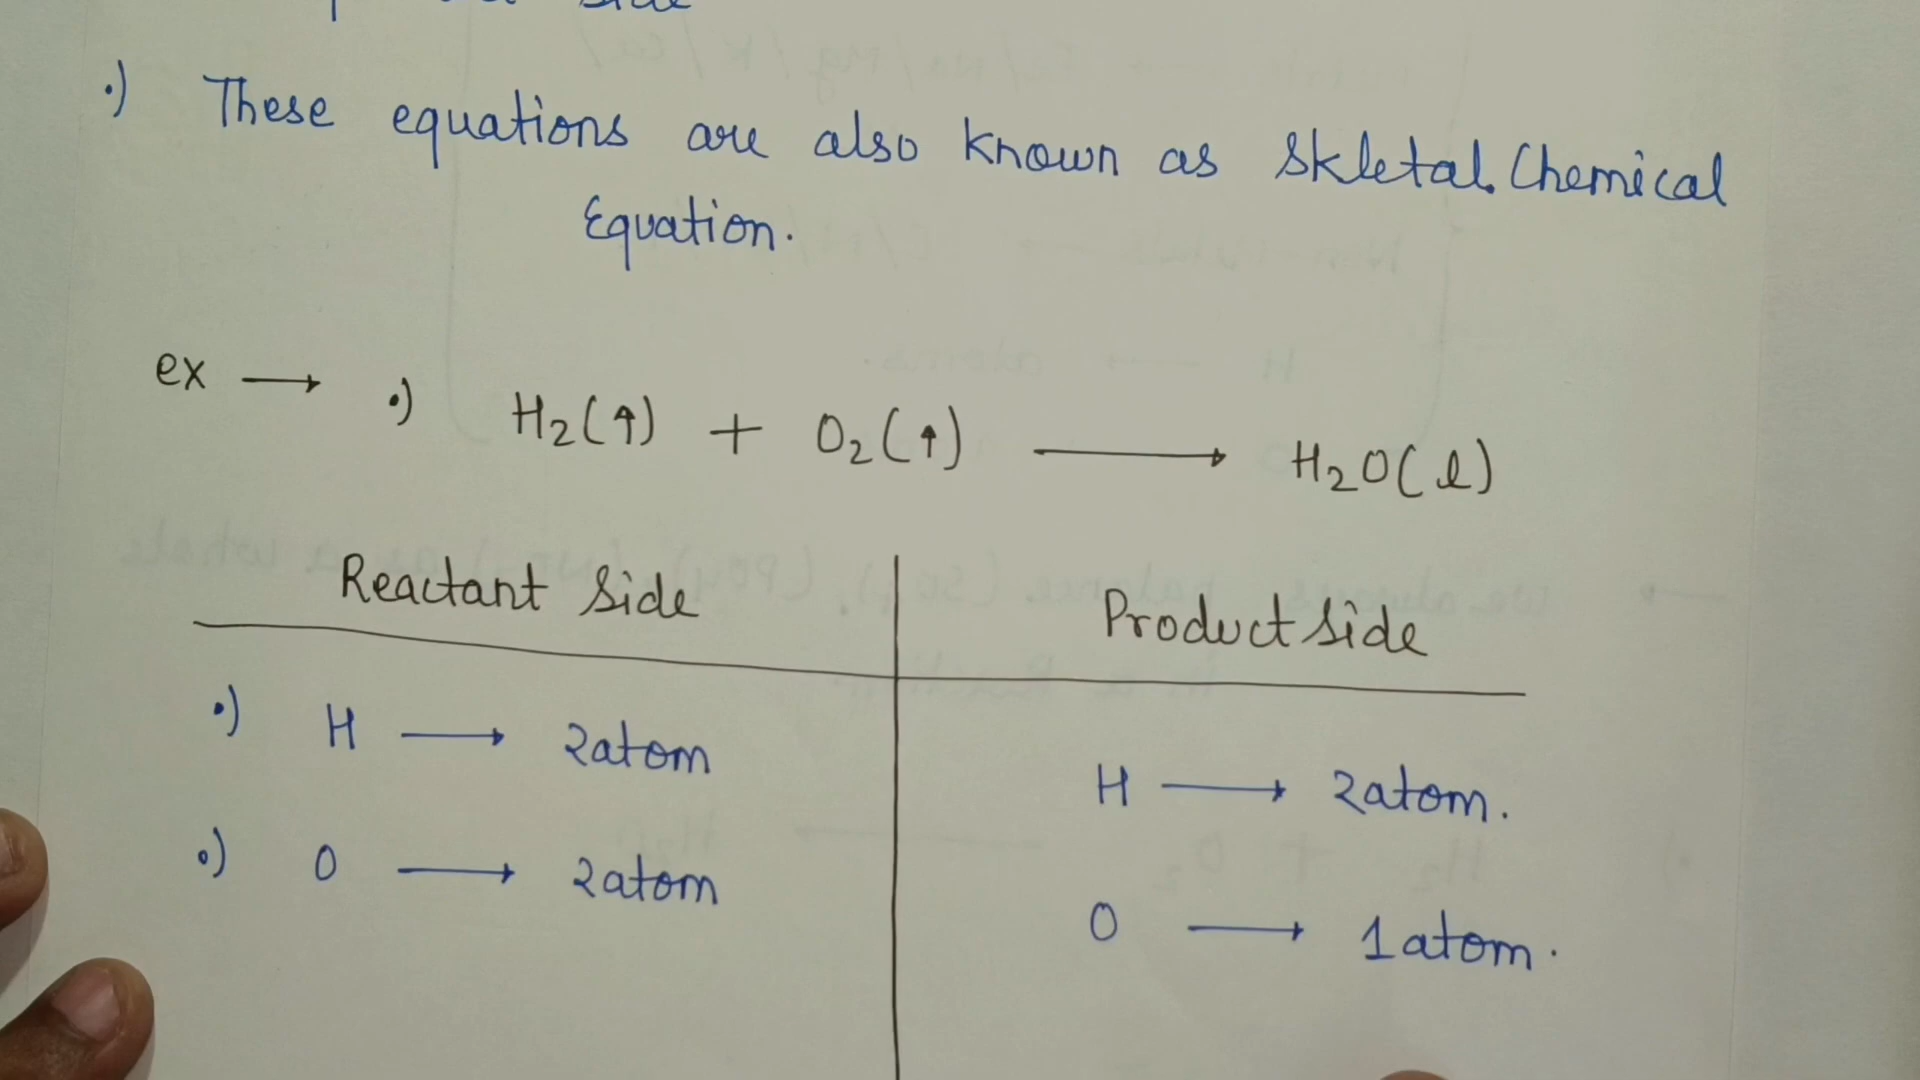 side
.) These equations are also known as Skletal Chemical
Equation.
ex → .) H2(↑) + O2(↑) → H2O(l)
Reactant Side Product Side
.) H → 2atom H → 2atom.
.) O → 2atom O → 1atom.